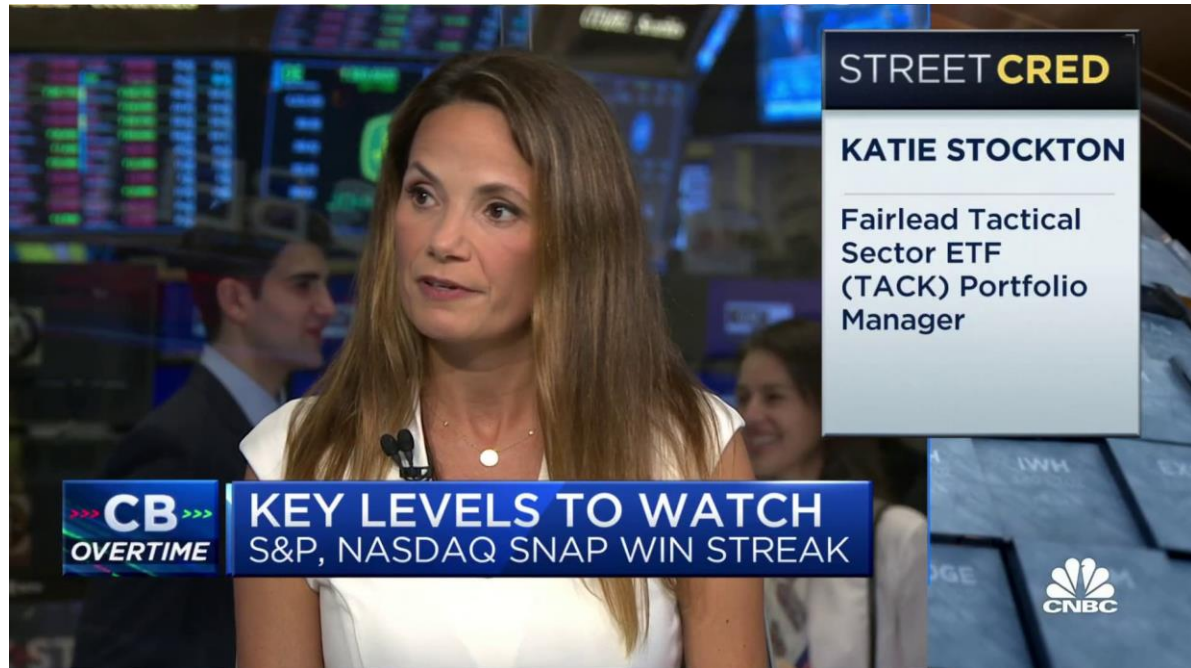 STREET CRED
KATIE STOCKTON
Fairlead Tactical
Sector ETF
(TACK) Portfolio
Manager
>>> CB >>>
OVERTIME
KEY LEVELS TO WATCH
S&P, NASDAQ SNAP WIN STREAK
IWH
CNBC